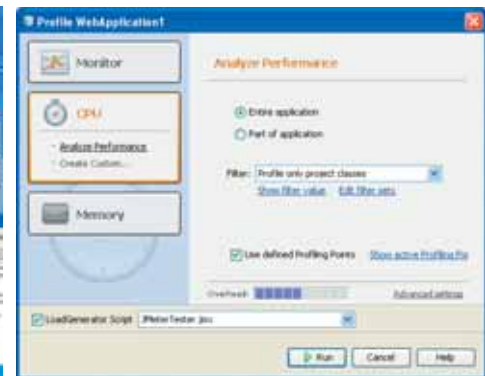 Profile WebApplication1
Monitor
CPU
Analyze Performance
Create Custom...
Memory
Analyze Performance
Entire application
Part of application
Filter: Profile only project classes
Show filter value Edit filter sets
Use defined Profiling Points Show active Profiling Po
Overhead: Advanced settings
LoadGenerator Script JMeterTester.jmx
Run Cancel Help